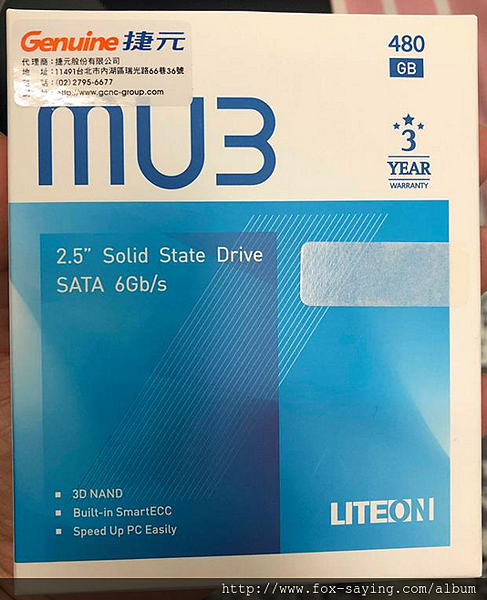 Genuine 捷元
代理商：捷元股份有限公司
地　址：11491台北市內湖區瑞光路66巷36號
話：(02) 2795-6677
http://www.gcnc-group.com
480
GB
MU3
3
YEAR
WARRANTY
2.5” Solid State Drive
SATA 6Gb/s
3D NAND
Built-in SmartECC
Speed Up PC Easily
LITEON
http://www.fox-saying.com/album